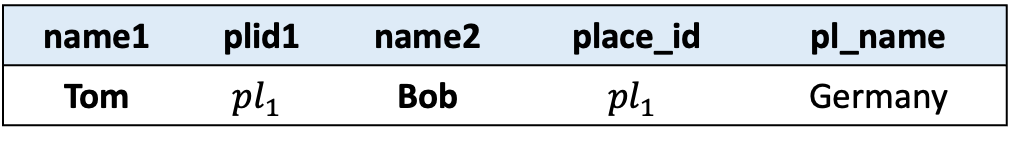 name1 plid1 name2 place_id pl_name
Tom pl₁ Bob pl₁ Germany